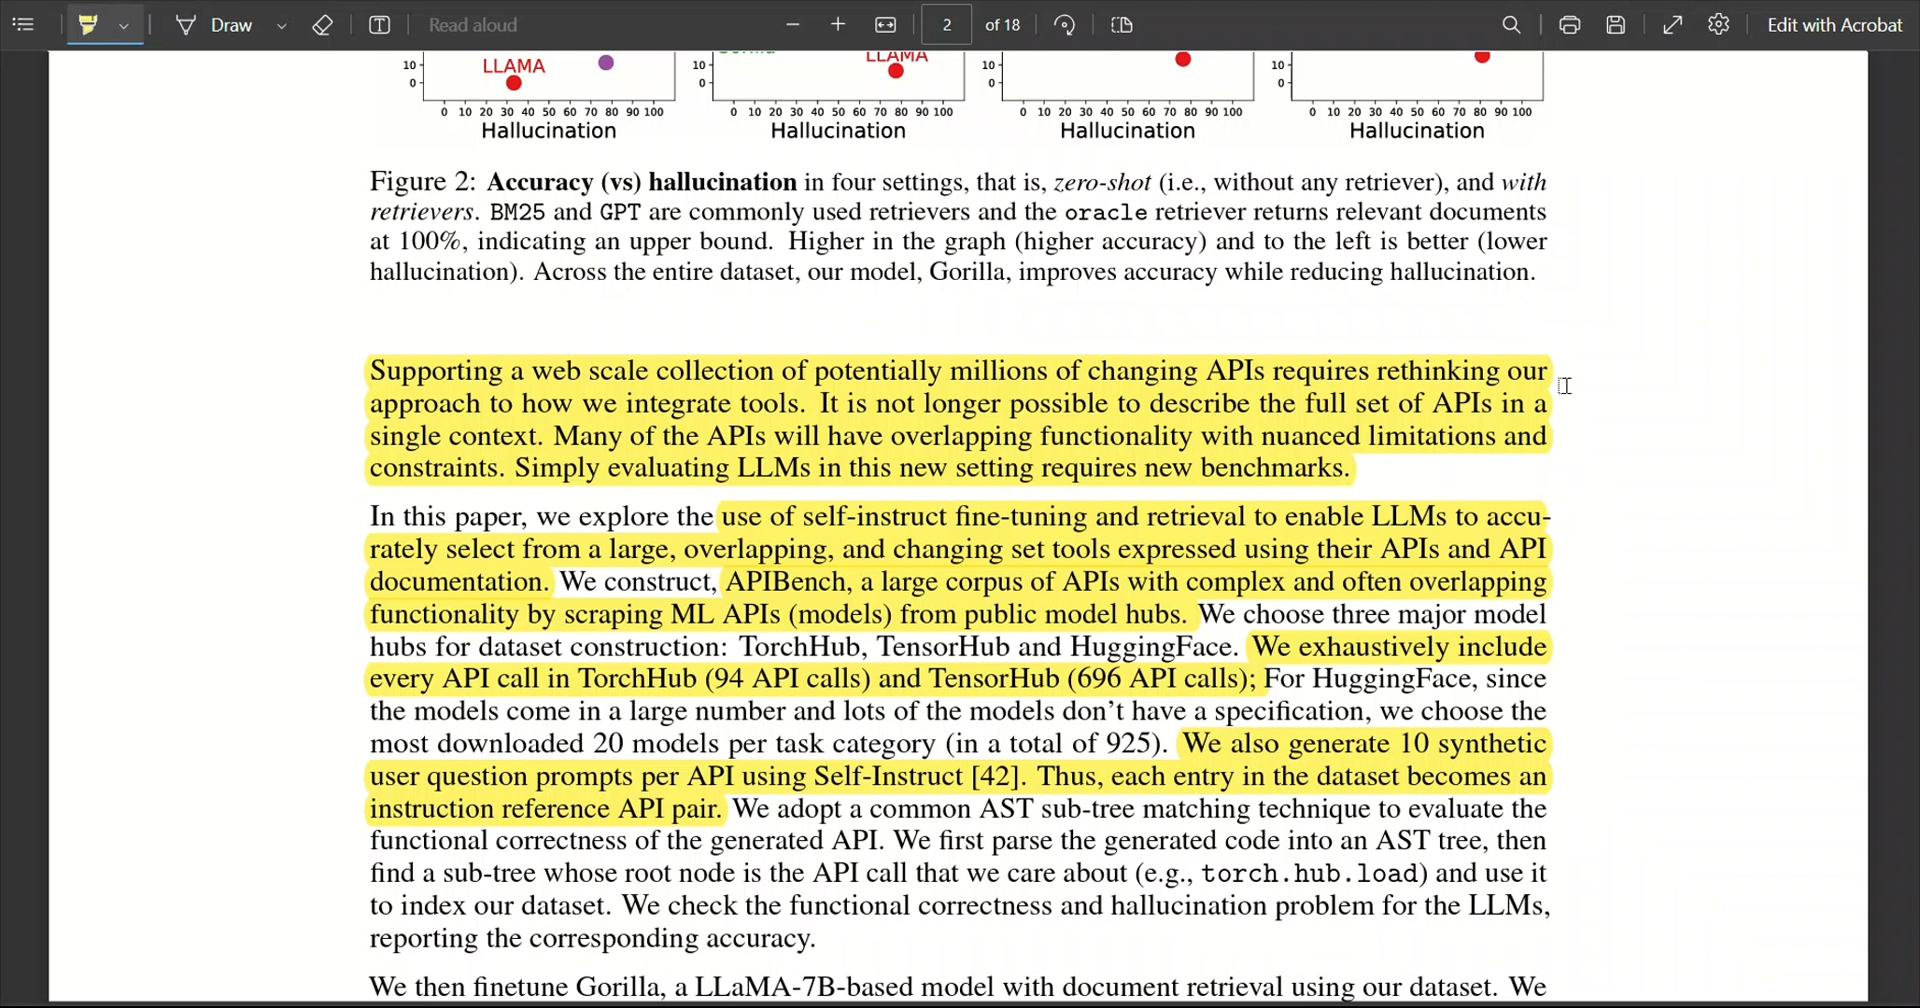 Draw
Read aloud
2
of 18
Edit with Acrobat
10
LLAMA
0
0 10 20 30 40 50 60 70 80 90 100
Hallucination
10
LLAMA
0
0 10 20 30 40 50 60 70 80 90 100
Hallucination
10
0
0 10 20 30 40 50 60 70 80 90 100
Hallucination
10
0
0 10 20 30 40 50 60 70 80 90 100
Hallucination
Figure 2: Accuracy (vs) hallucination in four settings, that is, zero-shot (i.e., without any retriever), and with
retrievers. BM25 and GPT are commonly used retrievers and the oracle retriever returns relevant documents
at 100%, indicating an upper bound. Higher in the graph (higher accuracy) and to the left is better (lower
hallucination). Across the entire dataset, our model, Gorilla, improves accuracy while reducing hallucination.
Supporting a web scale collection of potentially millions of changing APIs requires rethinking our
approach to how we integrate tools. It is not longer possible to describe the full set of APIs in a
single context. Many of the APIs will have overlapping functionality with nuanced limitations and
constraints. Simply evaluating LLMs in this new setting requires new benchmarks.
In this paper, we explore the use of self-instruct fine-tuning and retrieval to enable LLMs to accu-
rately select from a large, overlapping, and changing set tools expressed using their APIs and API
documentation. We construct, APIBench, a large corpus of APIs with complex and often overlapping
functionality by scraping ML APIs (models) from public model hubs. We choose three major model
hubs for dataset construction: TorchHub, TensorHub and HuggingFace. We exhaustively include
every API call in TorchHub (94 API calls) and TensorHub (696 API calls); For HuggingFace, since
the models come in a large number and lots of the models don't have a specification, we choose the
most downloaded 20 models per task category (in a total of 925). We also generate 10 synthetic
user question prompts per API using Self-Instruct [42]. Thus, each entry in the dataset becomes an
instruction reference API pair. We adopt a common AST sub-tree matching technique to evaluate the
functional correctness of the generated API. We first parse the generated code into an AST tree, then
find a sub-tree whose root node is the API call that we care about (e.g., torch.hub.load) and use it
to index our dataset. We check the functional correctness and hallucination problem for the LLMs,
reporting the corresponding accuracy.
We then finetune Gorilla, a LLaMA-7B-based model with document retrieval using our dataset. We